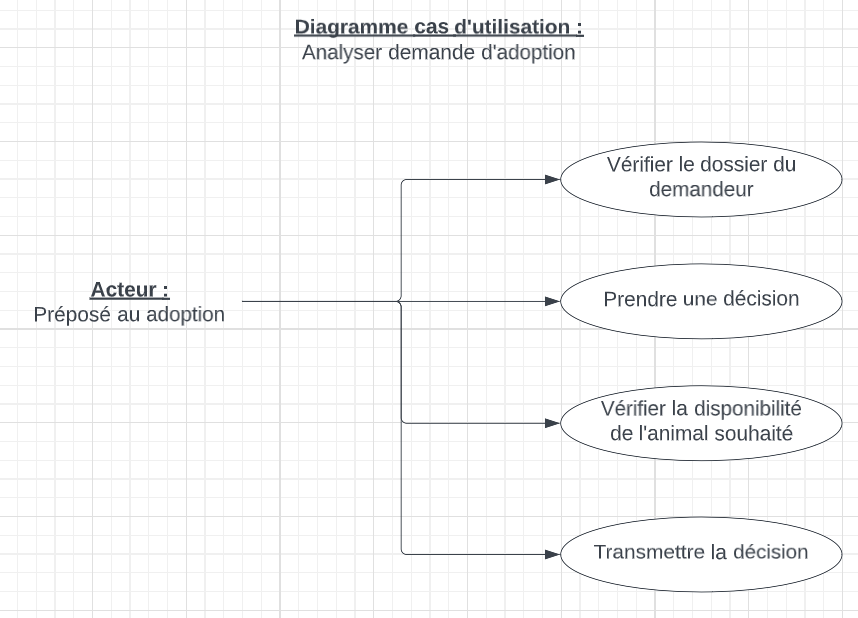 Diagramme cas d'utilisation :
Analyser demande d'adoption
Vérifier le dossier du
demandeur
Acteur :
Préposé au adoption
Prendre une décision
Vérifier la disponibilité
de l'animal souhaité
Transmettre la décision